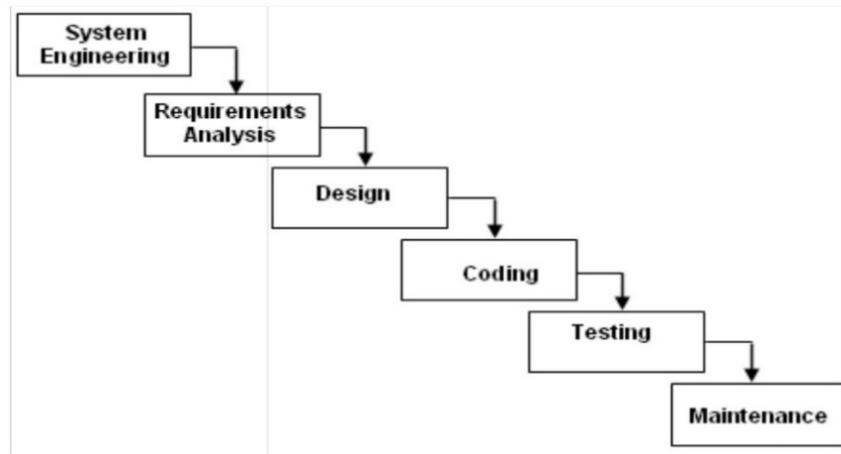 System
Engineering
Requirements
Analysis
Design
Coding
Testing
Maintenance